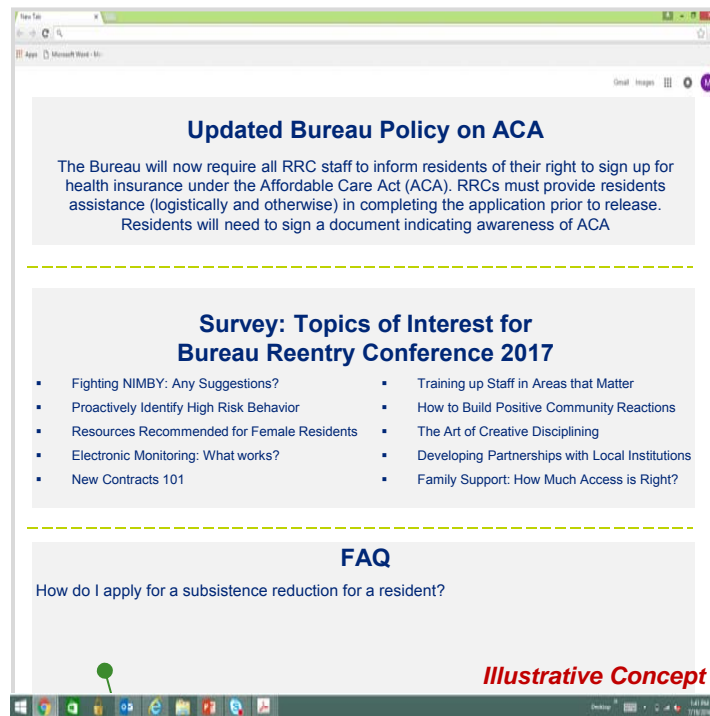 New Tab
Apps Microsoft Word - Mc
Gmail Images
M
Updated Bureau Policy on ACA
The Bureau will now require all RRC staff to inform residents of their right to sign up for
health insurance under the Affordable Care Act (ACA). RRCs must provide residents
assistance (logistically and otherwise) in completing the application prior to release.
Residents will need to sign a document indicating awareness of ACA
Survey: Topics of Interest for
Bureau Reentry Conference 2017
▪ Fighting NIMBY: Any Suggestions?
▪ Proactively Identify High Risk Behavior
▪ Resources Recommended for Female Residents
▪ Electronic Monitoring: What works?
▪ New Contracts 101
▪ Training up Staff in Areas that Matter
▪ How to Build Positive Community Reactions
▪ The Art of Creative Disciplining
▪ Developing Partnerships with Local Institutions
▪ Family Support: How Much Access is Right?
FAQ
How do I apply for a subsistence reduction for a resident?
Illustrative Concept
Desktop
1:41 PM